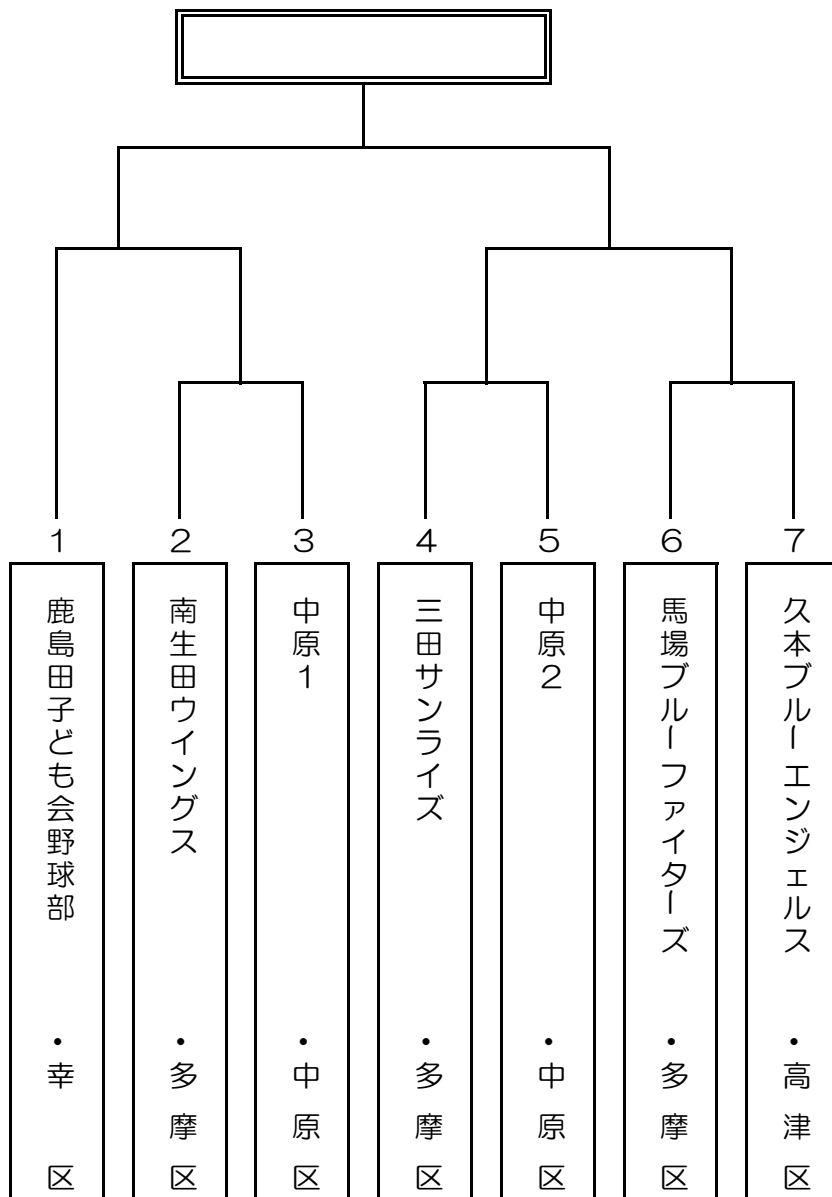 1
2
3
4
5
6
7
鹿島田子ども会野球部 ・幸 区
南生田ウイングス ・多摩区
中原1 ・中原区
三田サンライズ ・多摩区
中原2 ・中原区
馬場ブルーファイターズ ・多摩区
久本ブルーエンジェルス ・高津区